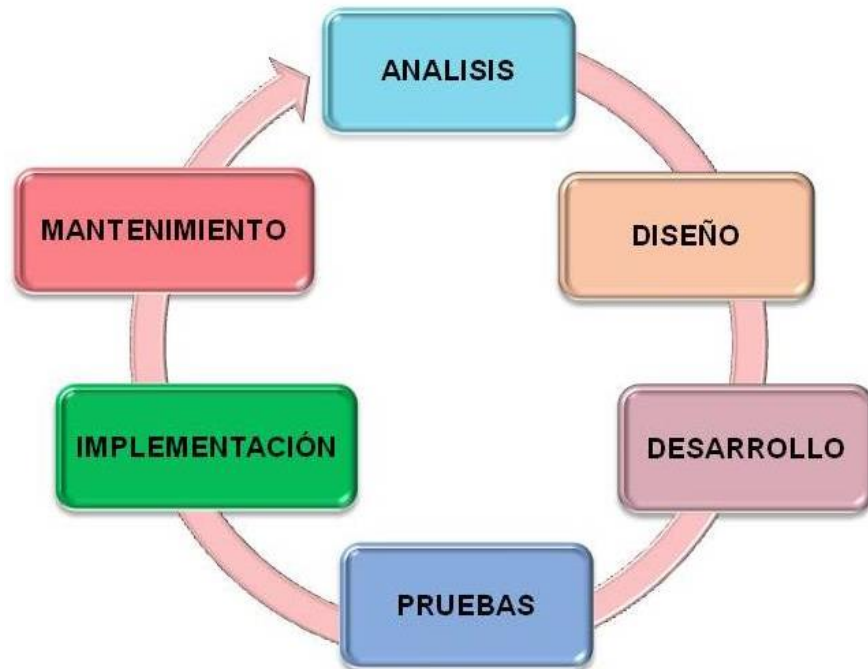 ANALISIS
DISEÑO
DESARROLLO
PRUEBAS
IMPLEMENTACIÓN
MANTENIMIENTO